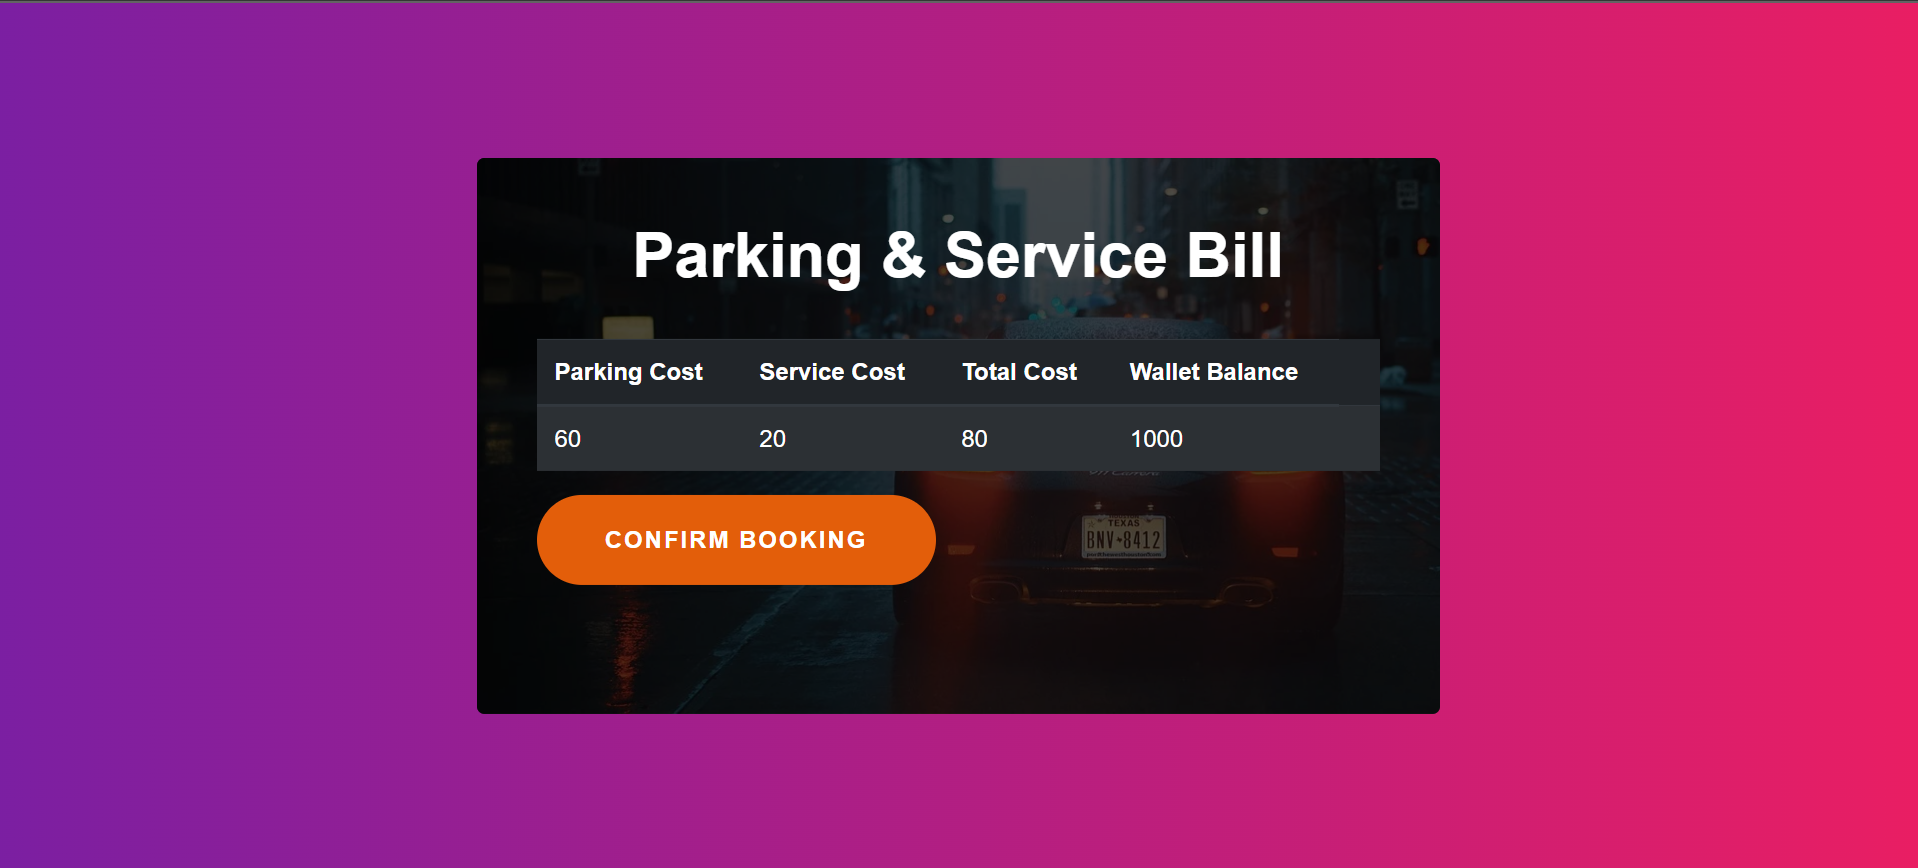 Parking & Service Bill
Parking Cost Service Cost Total Cost Wallet Balance
60 20 80 1000
CONFIRM BOOKING
TEXAS
BNV 8412